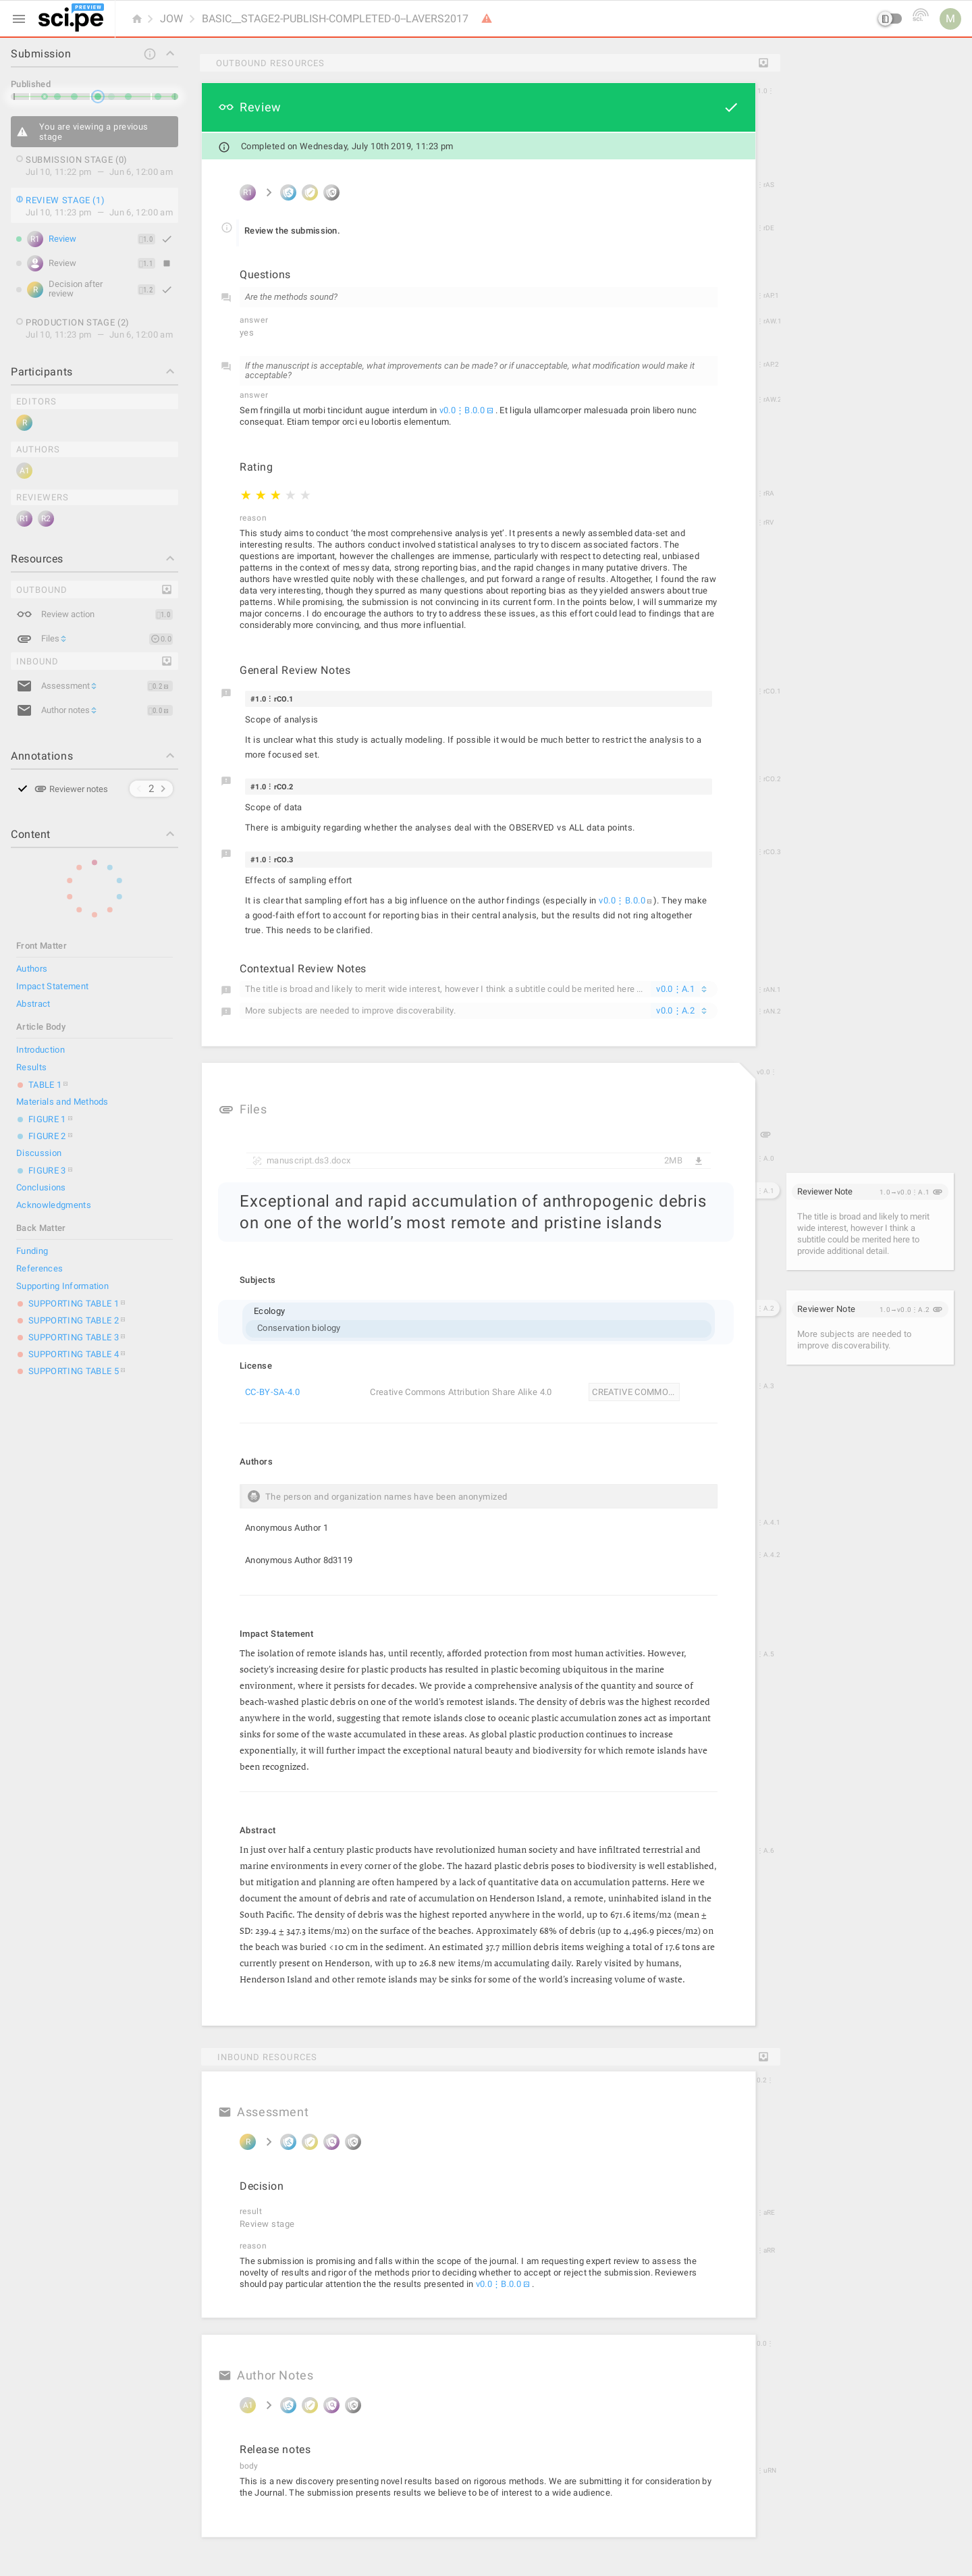 sci.pe PREVIEW
JOW
BASIC__STAGE2-PUBLISH-COMPLETED-0--LAVERS2017
M
Submission
Published
You are viewing a previous
stage
SUBMISSION STAGE (0)
Jul 10, 11:22 pm — Jun 6, 12:00 am
REVIEW STAGE (1)
Jul 10, 11:23 pm — Jun 6, 12:00 am
R1 Review 1.0
Review 1.1
R Decision after
review 1.2
PRODUCTION STAGE (2)
Jul 10, 11:23 pm — Jun 6, 12:00 am
Participants
EDITORS
R
AUTHORS
A1
REVIEWERS
R1 R2
Resources
OUTBOUND
Review action 1.0
Files 0.0
INBOUND
Assessment 0.2
Author notes 0.0
Annotations
Reviewer notes 2
Content
Front Matter
Authors
Impact Statement
Abstract
Article Body
Introduction
Results
TABLE 1
Materials and Methods
FIGURE 1
FIGURE 2
Discussion
FIGURE 3
Conclusions
Acknowledgments
Back Matter
Funding
References
Supporting Information
SUPPORTING TABLE 1
SUPPORTING TABLE 2
SUPPORTING TABLE 3
SUPPORTING TABLE 4
SUPPORTING TABLE 5
OUTBOUND RESOURCES
Review
1.0
Completed on Wednesday, July 10th 2019, 11:23 pm
R1
rAS
Review the submission.
rDE
Questions
Are the methods sound?
rAP.1
answer
yes
rAW.1
If the manuscript is acceptable, what improvements can be made? or if unacceptable, what modification would make it
acceptable?
rAP.2
answer
rAW.2
Sem fringilla ut morbi tincidunt augue interdum in v0.0⋮B.0.0 . Et ligula ullamcorper malesuada proin libero nunc
consequat. Etiam tempor orci eu lobortis elementum.
Rating
rRA
reason
rRV
This study aims to conduct ‘the most comprehensive analysis yet’. It presents a newly assembled data-set and
interesting results. The authors conduct involved statistical analyses to try to discern associated factors. The
questions are important, however the challenges are immense, particularly with respect to detecting real, unbiased
patterns in the context of messy data, strong reporting bias, and the rapid changes in many putative drivers. The
authors have wrestled quite nobly with these challenges, and put forward a range of results. Altogether, I found the raw
data very interesting, though they spurred as many questions about reporting bias as they yielded answers about true
patterns. While promising, the submission is not convincing in its current form. In the points below, I will summarize my
major concerns. I do encourage the authors to try to address these issues, as this effort could lead to findings that are
considerably more convincing, and thus more influential.
General Review Notes
#1.0⋮rCO.1
rCO.1
Scope of analysis
It is unclear what this study is actually modeling. If possible it would be much better to restrict the analysis to a
more focused set.
#1.0⋮rCO.2
rCO.2
Scope of data
There is ambiguity regarding whether the analyses deal with the OBSERVED vs ALL data points.
#1.0⋮rCO.3
rCO.3
Effects of sampling effort
It is clear that sampling effort has a big influence on the author findings (especially in v0.0⋮B.0.0 ). They make
a good-faith effort to account for reporting bias in their central analysis, but the results did not ring altogether
true. This needs to be clarified.
Contextual Review Notes
The title is broad and likely to merit wide interest, however I think a subtitle could be merited here ... v0.0⋮A.1
rAN.1
More subjects are needed to improve discoverability. v0.0⋮A.2
rAN.2
v0.0
Files
manuscript.ds3.docx 2MB
A.0
Exceptional and rapid accumulation of anthropogenic debris
on one of the world’s most remote and pristine islands
A.1
Reviewer Note 1.0→v0.0⋮A.1
The title is broad and likely to merit
wide interest, however I think a
subtitle could be merited here to
provide additional detail.
Subjects
Ecology
Conservation biology
A.2
Reviewer Note 1.0→v0.0⋮A.2
More subjects are needed to
improve discoverability.
License
A.3
CC-BY-SA-4.0 Creative Commons Attribution Share Alike 4.0 CREATIVE COMMO...
Authors
The person and organization names have been anonymized
Anonymous Author 1
A.4.1
Anonymous Author 8d3119
A.4.2
Impact Statement
A.5
The isolation of remote islands has, until recently, afforded protection from most human activities. However,
society's increasing desire for plastic products has resulted in plastic becoming ubiquitous in the marine
environment, where it persists for decades. We provide a comprehensive analysis of the quantity and source of
beach-washed plastic debris on one of the world's remotest islands. The density of debris was the highest recorded
anywhere in the world, suggesting that remote islands close to oceanic plastic accumulation zones act as important
sinks for some of the waste accumulated in these areas. As global plastic production continues to increase
exponentially, it will further impact the exceptional natural beauty and biodiversity for which remote islands have
been recognized.
Abstract
A.6
In just over half a century plastic products have revolutionized human society and have infiltrated terrestrial and
marine environments in every corner of the globe. The hazard plastic debris poses to biodiversity is well established,
but mitigation and planning are often hampered by a lack of quantitative data on accumulation patterns. Here we
document the amount of debris and rate of accumulation on Henderson Island, a remote, uninhabited island in the
South Pacific. The density of debris was the highest reported anywhere in the world, up to 671.6 items/m2 (mean ±
SD: 239.4 ± 347.3 items/m2) on the surface of the beaches. Approximately 68% of debris (up to 4,496.9 pieces/m2) on
the beach was buried <10 cm in the sediment. An estimated 37.7 million debris items weighing a total of 17.6 tons are
currently present on Henderson, with up to 26.8 new items/m accumulating daily. Rarely visited by humans,
Henderson Island and other remote islands may be sinks for some of the world's increasing volume of waste.
INBOUND RESOURCES
0.2
Assessment
R
Decision
result
Review stage
aRE
reason
aRR
The submission is promising and falls within the scope of the journal. I am requesting expert review to assess the
novelty of results and rigor of the methods prior to deciding whether to accept or reject the submission. Reviewers
should pay particular attention the the results presented in v0.0⋮B.0.0 .
0.0
Author Notes
A1
Release notes
body
uRN
This is a new discovery presenting novel results based on rigorous methods. We are submitting it for consideration by
the Journal. The submission presents results we believe to be of interest to a wide audience.